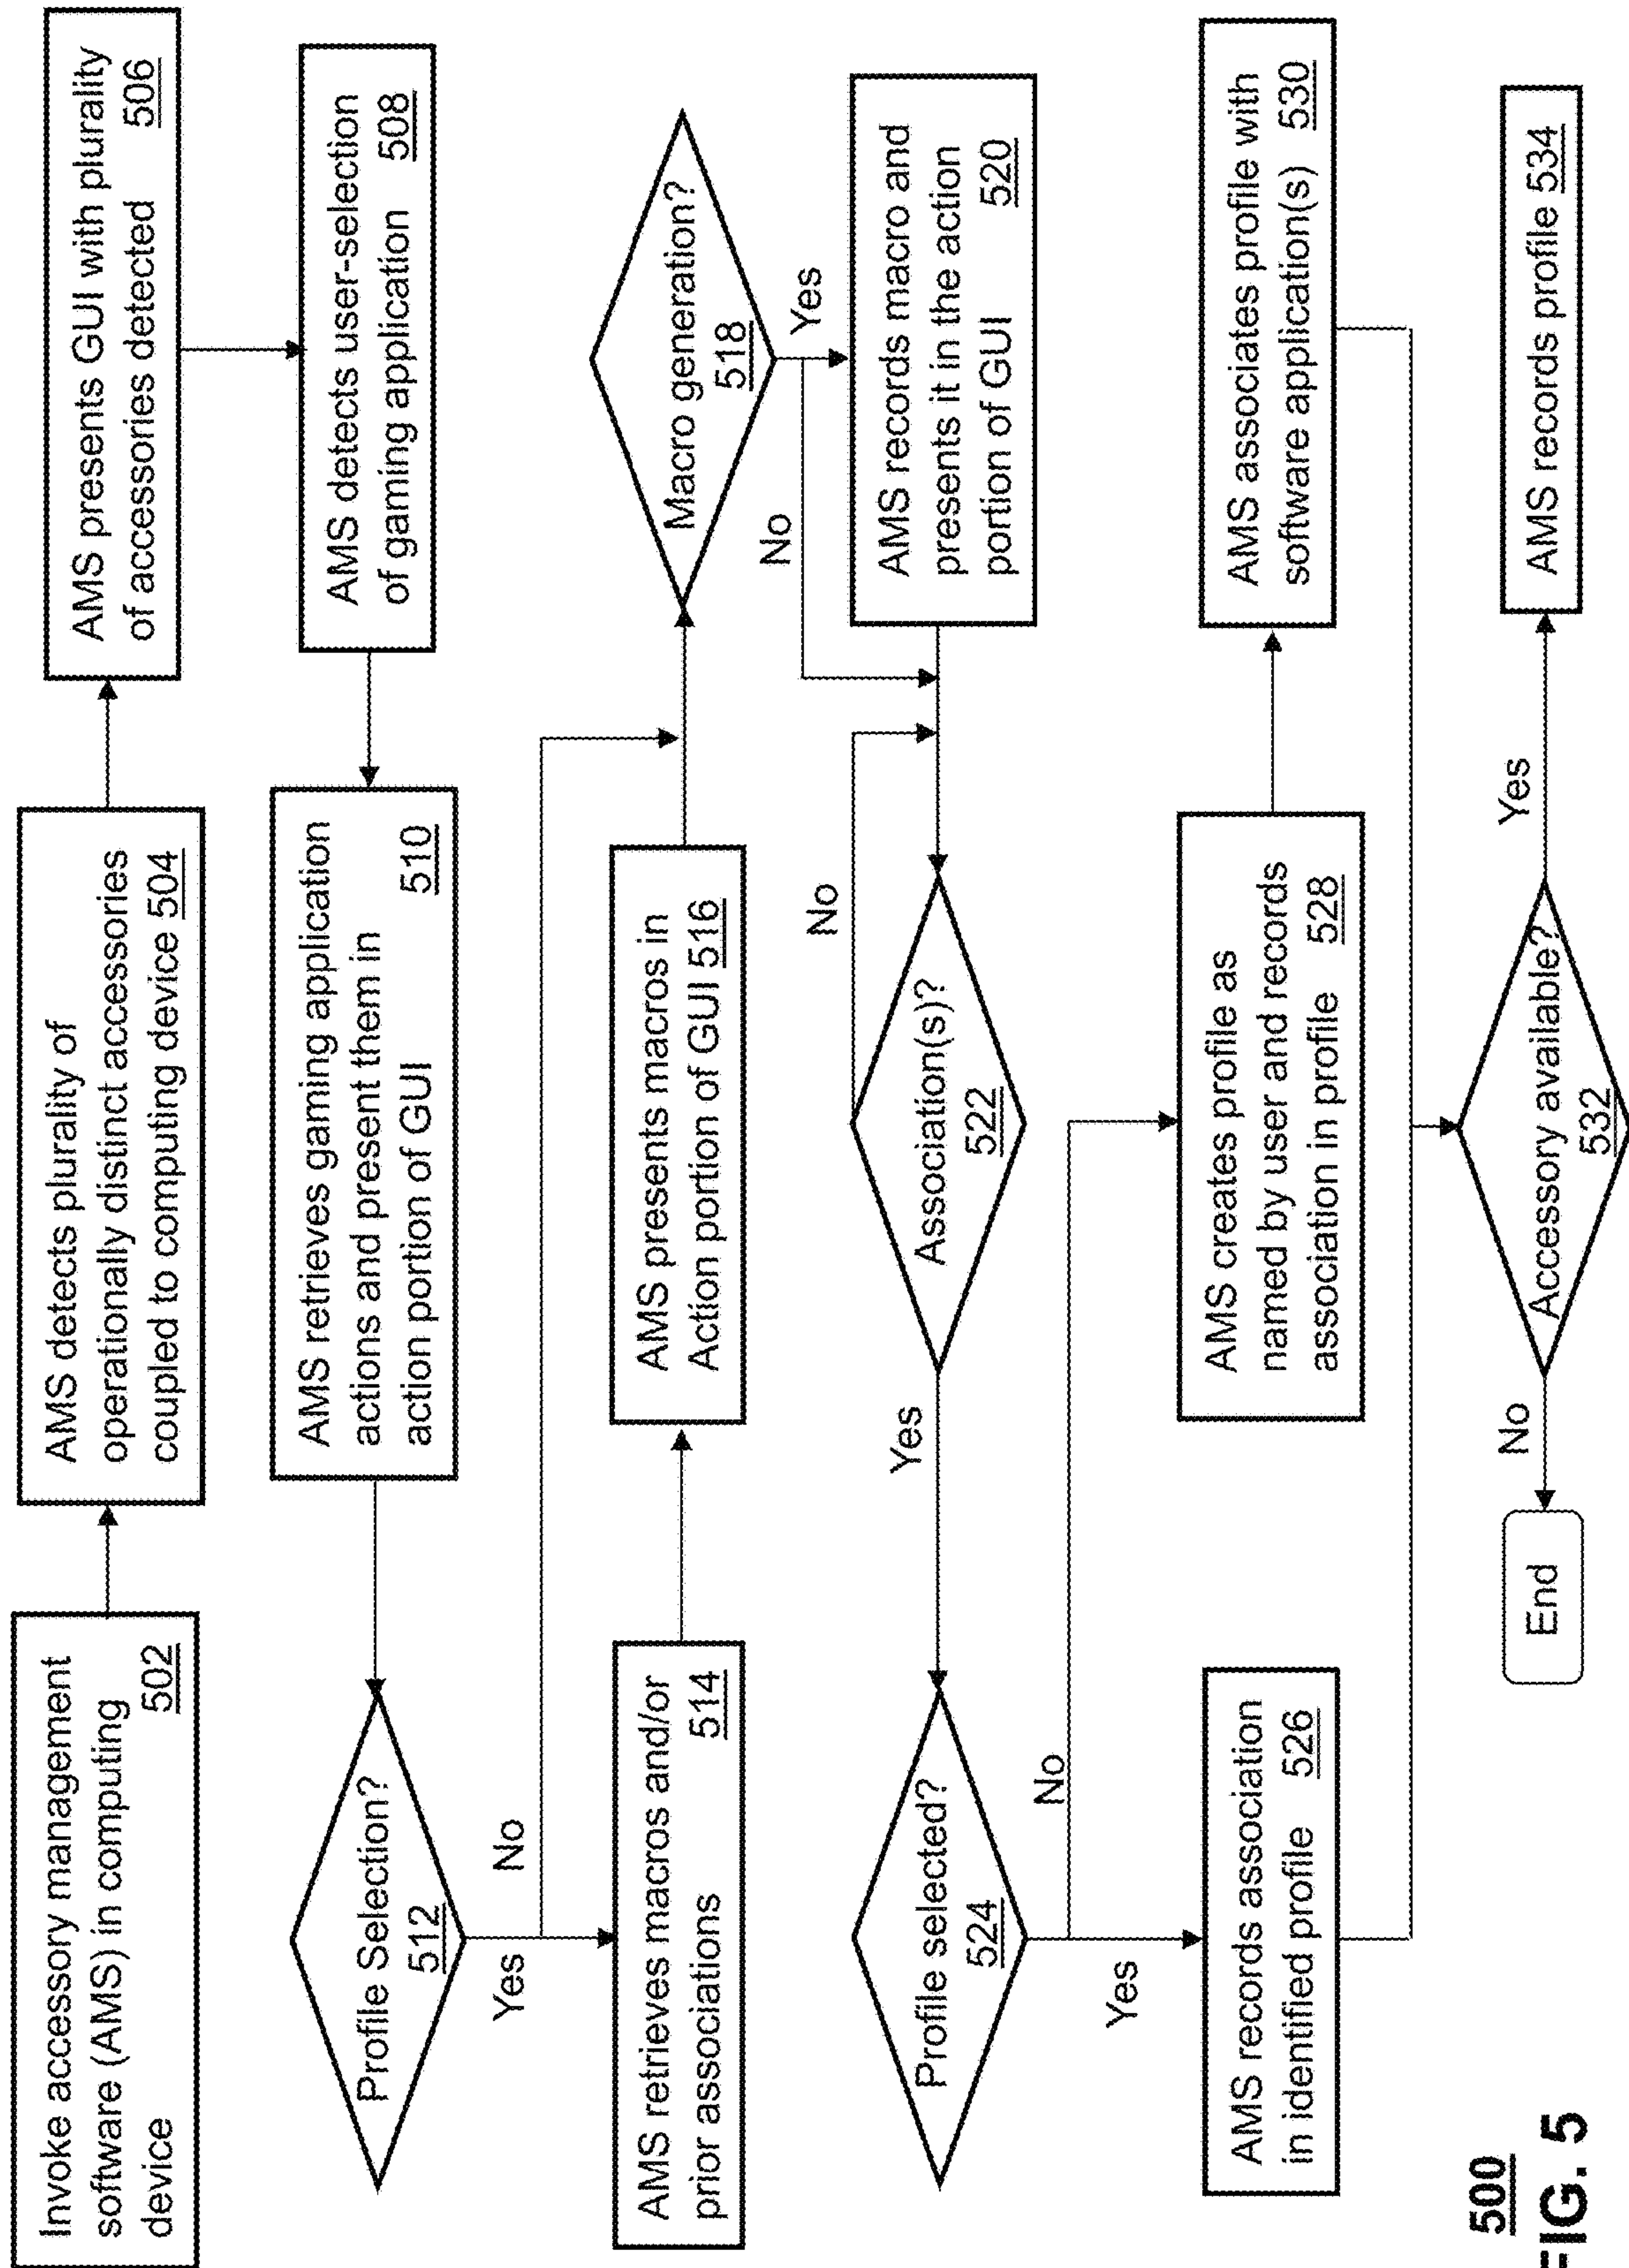 Invoke accessory management
software (AMS) in computing
device 502
AMS detects plurality of
operationally distinct accessories
coupled to computing device 504
AMS presents GUI with plurality
of accessories detected 506
AMS detects user-selection
of gaming application 508
AMS retrieves gaming application
actions and present them in
action portion of GUI 510
Profile Selection?
512
No
Yes
AMS retrieves macros and/or
prior associations 514
AMS presents macros in
Action portion of GUI 516
Macro generation?
518
No
Yes
AMS records macro and
presents it in the action
portion of GUI 520
No
Association(s)?
522
Yes
Profile selected?
524
No
Yes
AMS records association
in identified profile 526
AMS creates profile as
named by user and records
association in profile 528
AMS associates profile with
software application(s) 530
Accessory available?
532
No
Yes
End
AMS records profile 534
500
FIG. 5